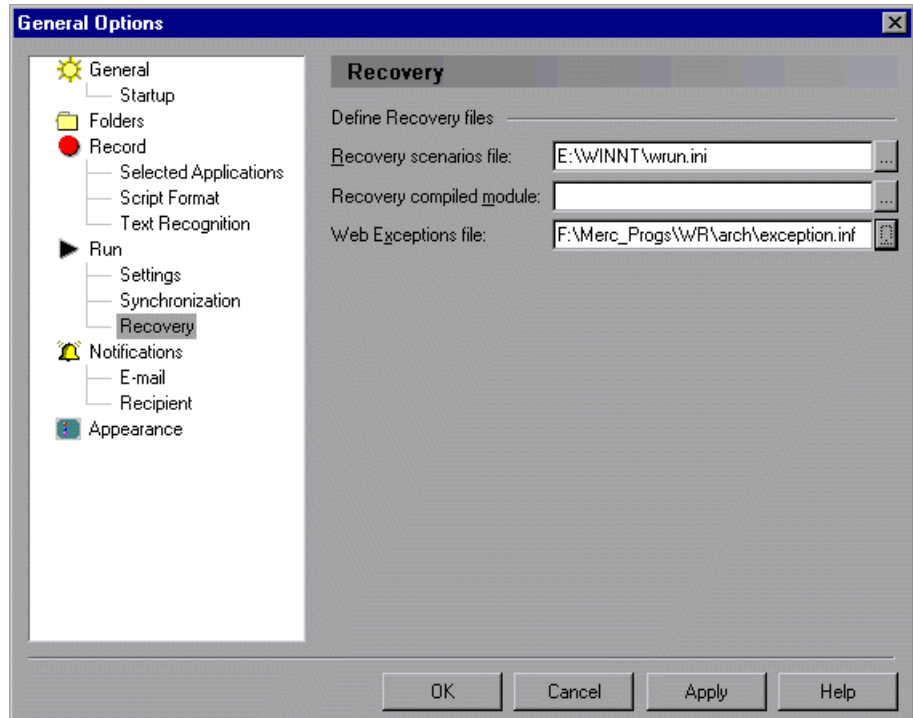 General Options
General
Startup
Folders
Record
Selected Applications
Script Format
Text Recognition
Run
Settings
Synchronization
Recovery
Notifications
E-mail
Recipient
Appearance
Recovery
Define Recovery files
Recovery scenarios file: E:\WINNT\wrun.ini ...
Recovery compiled module: ...
Web Exceptions file: F:\Merc_Progs\WR\arch\exception.inf ...
OK Cancel Apply Help